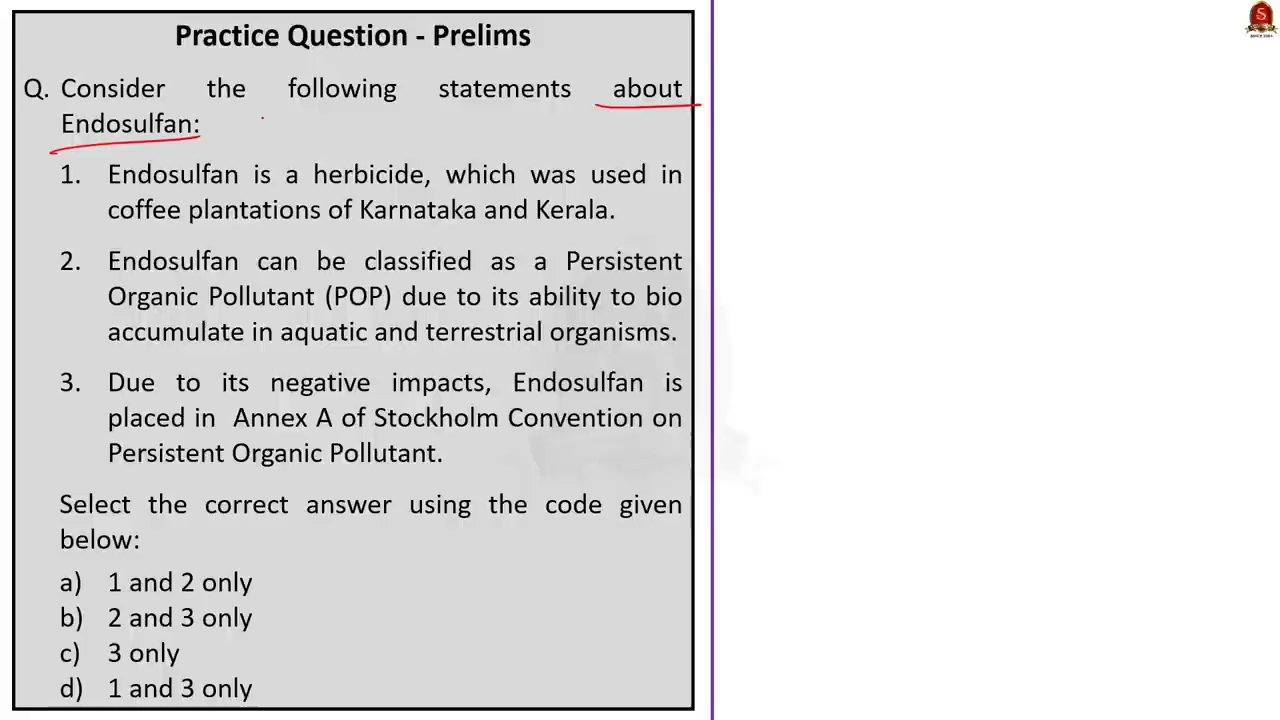 Practice Question - Prelims
Q. Consider the following statements about
Endosulfan:
1. Endosulfan is a herbicide, which was used in
coffee plantations of Karnataka and Kerala.
2. Endosulfan can be classified as a Persistent
Organic Pollutant (POP) due to its ability to bio
accumulate in aquatic and terrestrial organisms.
3. Due to its negative impacts, Endosulfan is
placed in Annex A of Stockholm Convention on
Persistent Organic Pollutant.
Select the correct answer using the code given
below:
a) 1 and 2 only
b) 2 and 3 only
c) 3 only
d) 1 and 3 only